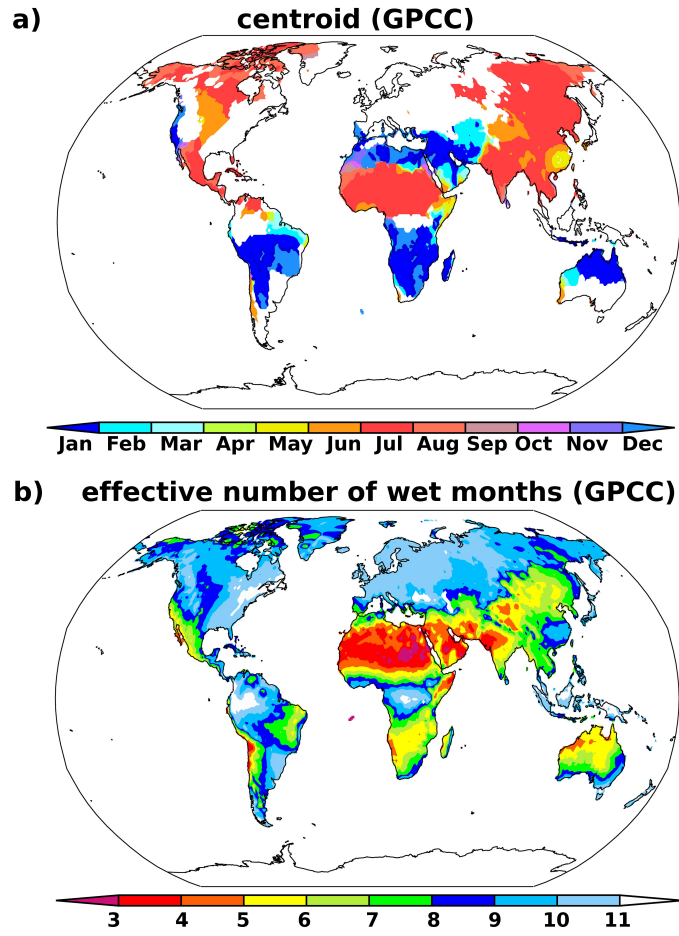 a) centroid (GPCC)
Jan Feb Mar Apr May Jun Jul Aug Sep Oct Nov Dec
b) effective number of wet months (GPCC)
3 4 5 6 7 8 9 10 11